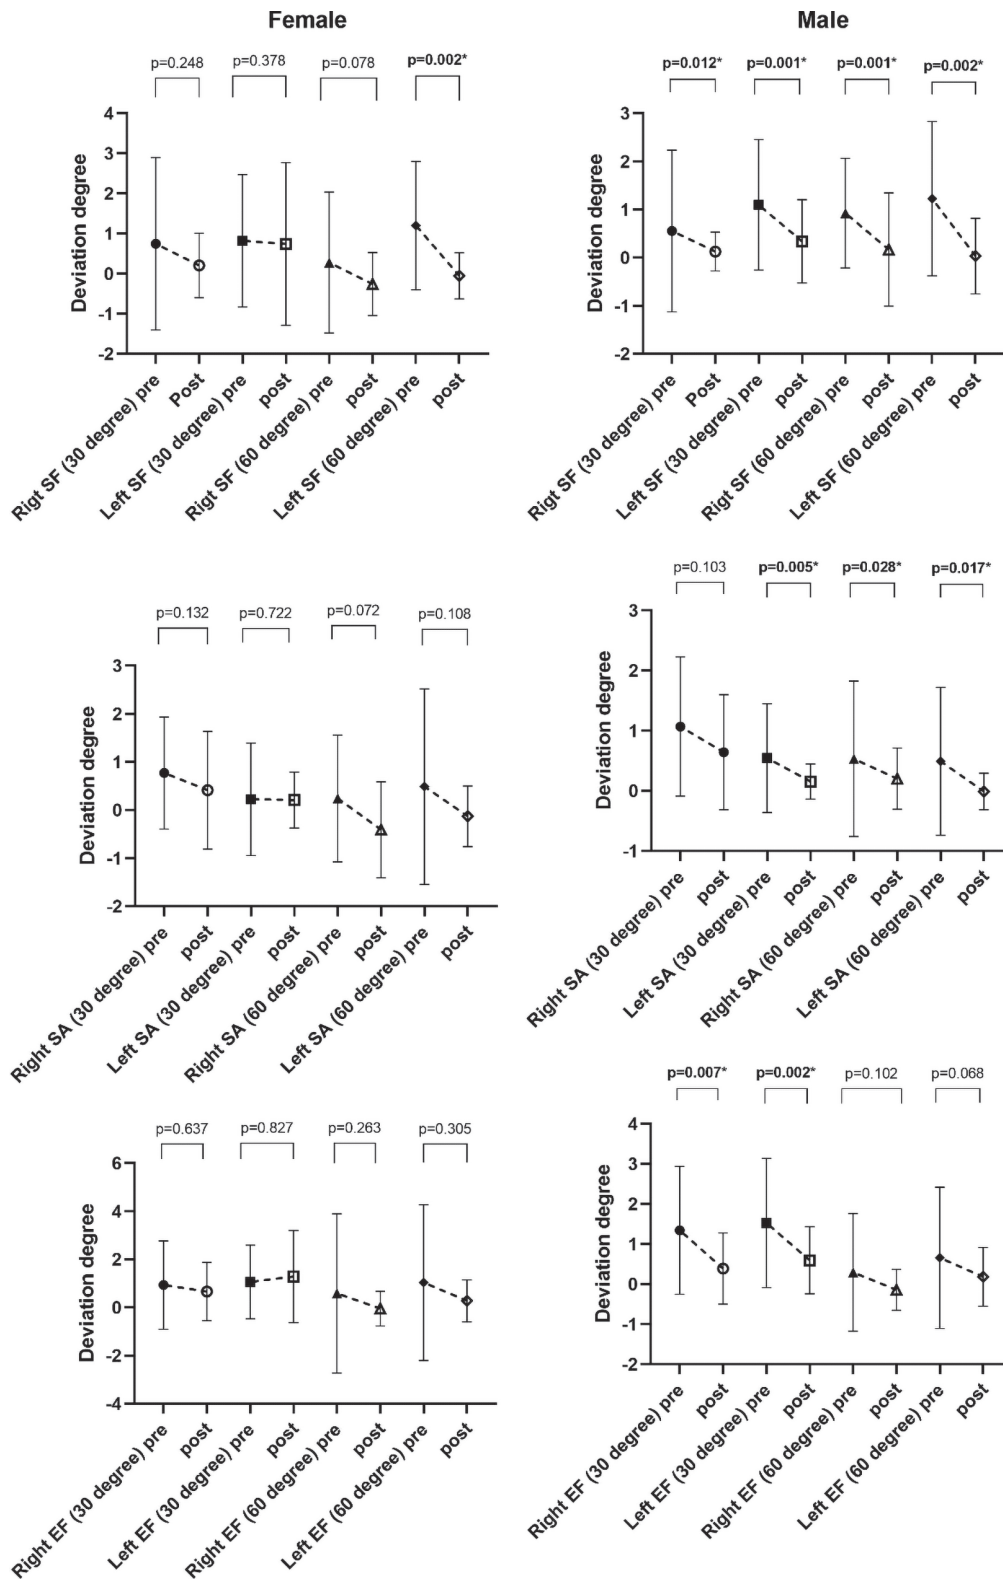 Female
p=0.248 p=0.378 p=0.078 p=0.002*
Deviation degree
4
3
2
1
0
-1
-2
Rigt SF (30 degree) pre
Post
Left SF (30 degree) pre
post
Rigt SF (60 degree) pre
post
Left SF (60 degree) pre
post
Male
p=0.012* p=0.001* p=0.001* p=0.002*
Deviation degree
3
2
1
0
-1
-2
Rigt SF (30 degree) pre
Post
Left SF (30 degree) pre
post
Rigt SF (60 degree) pre
post
Left SF (60 degree) pre
post
p=0.132 p=0.722 p=0.072 p=0.108
Deviation degree
3
2
1
0
-1
-2
Right SA (30 degree) pre
post
Left SA (30 degree) pre
post
Right SA (60 degree) pre
post
Left SA (60 degree) pre
post
p=0.103 p=0.005* p=0.028* p=0.017*
Deviation degree
3
2
1
0
-1
Right SA (30 degree) pre
post
Left SA (30 degree) pre
post
Right SA (60 degree) pre
post
Left SA (60 degree) pre
post
p=0.637 p=0.827 p=0.263 p=0.305
Deviation degree
6
4
2
0
-2
-4
Right EF (30 degree) pre
post
Left EF (30 degree) pre
post
Right EF (60 degree) pre
post
Left EF (60 degree) pre
post
p=0.007* p=0.002* p=0.102 p=0.068
Deviation degree
4
3
2
1
0
-1
-2
Right EF (30 degree) pre
post
Left EF (30 degree) pre
post
Right EF (60 degree) pre
post
Left EF (60 degree) pre
post